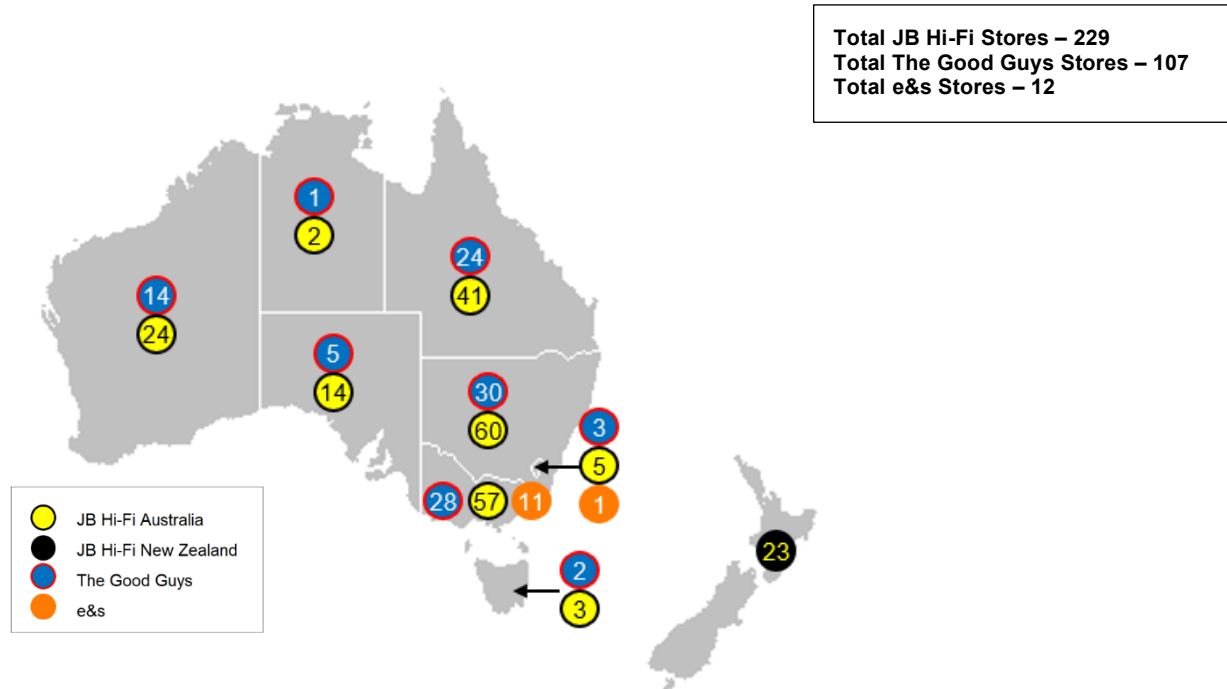 Total JB Hi-Fi Stores – 229
Total The Good Guys Stores – 107
Total e&s Stores – 12
1
2
24
41
14
24
5
14
30
60
3
5
1
28 57 11
2
3
23
JB Hi-Fi Australia
JB Hi-Fi New Zealand
The Good Guys
e&s